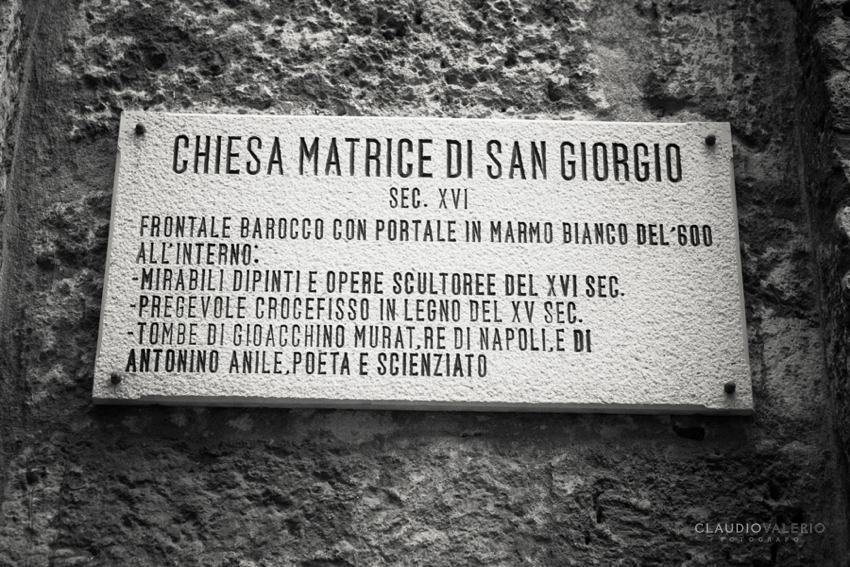 CHIESA MATRICE DI SAN GIORGIO
SEC. XVI
FRONTALE BAROCCO CON PORTALE IN MARMO BIANCO DEL'600
ALL'INTERNO:
-MIRABILI DIPINTI E OPERE SCULTOREE DEL XVI SEC.
-PREGEVOLE CROCEFISSO IN LEGNO DEL XV SEC.
-TOMBE DI GIOACCHINO MURAT,RE DI NAPOLI,E DI
ANTONINO ANILE,POETA E SCIENZIATO
CLAUDIOVALERIO
FOTOGRAFO